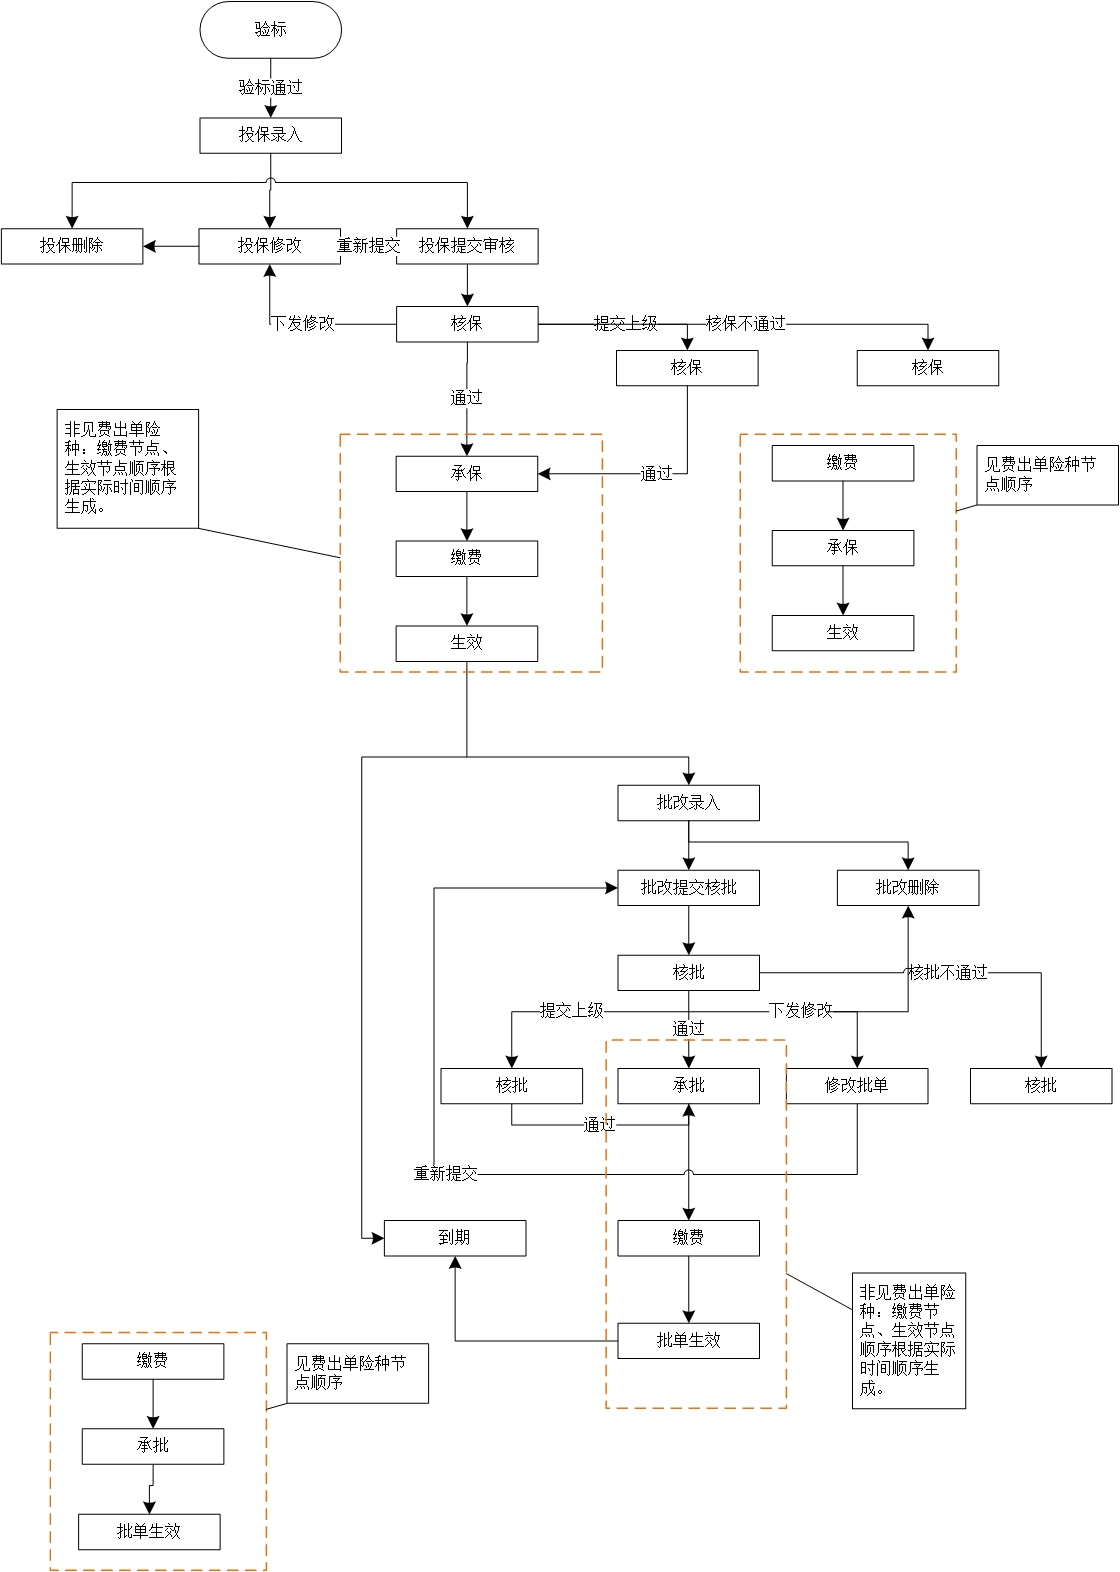 验标
验标通过
投保录入
投保删除
投保修改
重新提交
投保提交审核
下发修改
核保
提交上级
核保不通过
核保
核保
通过
非见费出单险
种：缴费节点、
生效节点顺序根
据实际时间顺序
生成。
承保
通过
缴费
生效
缴费
承保
生效
见费出单险种节
点顺序
批改录入
批改提交核批
批改删除
核批
核批不通过
提交上级
下发修改
通过
核批
承批
修改批单
核批
通过
重新提交
到期
缴费
批单生效
非见费出单险
种：缴费节
点、生效节点
顺序根据实际
时间顺序生
成。
缴费
承批
批单生效
见费出单险种节
点顺序